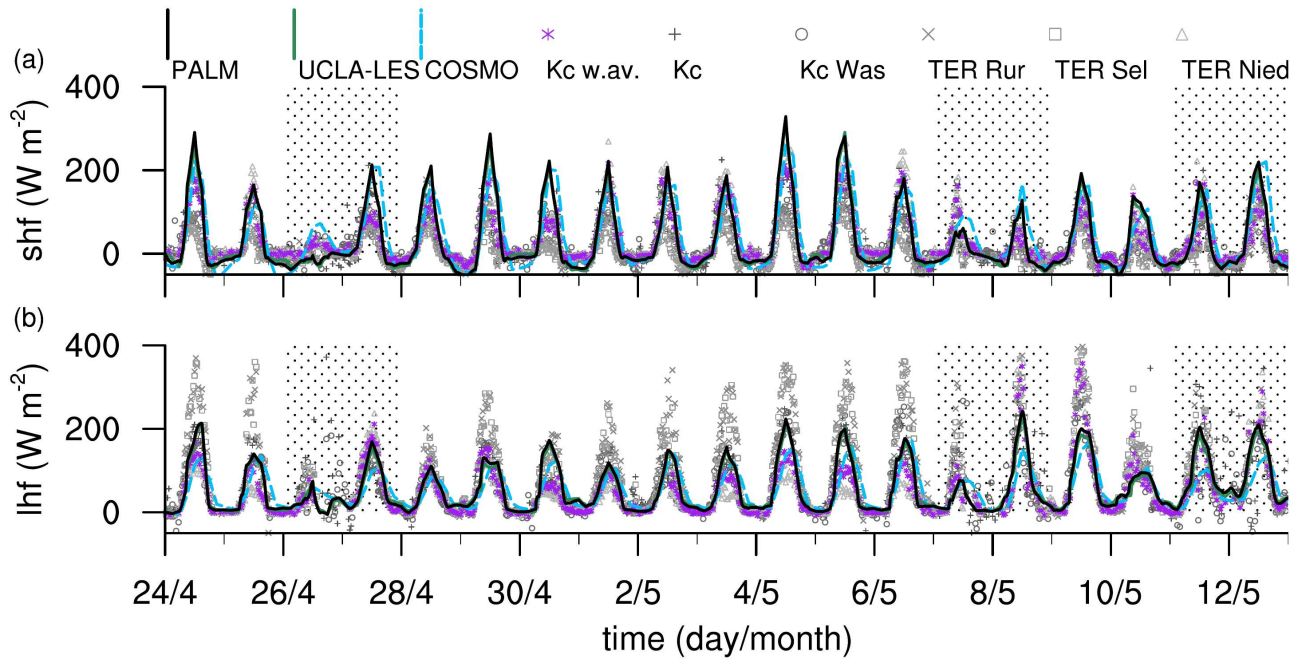 (a)
PALM UCLA-LES COSMO Kc w.av. Kc Kc Was TER Rur TER Sel TER Nied
400
200
0
shf (W m-2)
(b)
400
200
0
lhf (W m-2)
24/4 26/4 28/4 30/4 2/5 4/5 6/5 8/5 10/5 12/5
time (day/month)